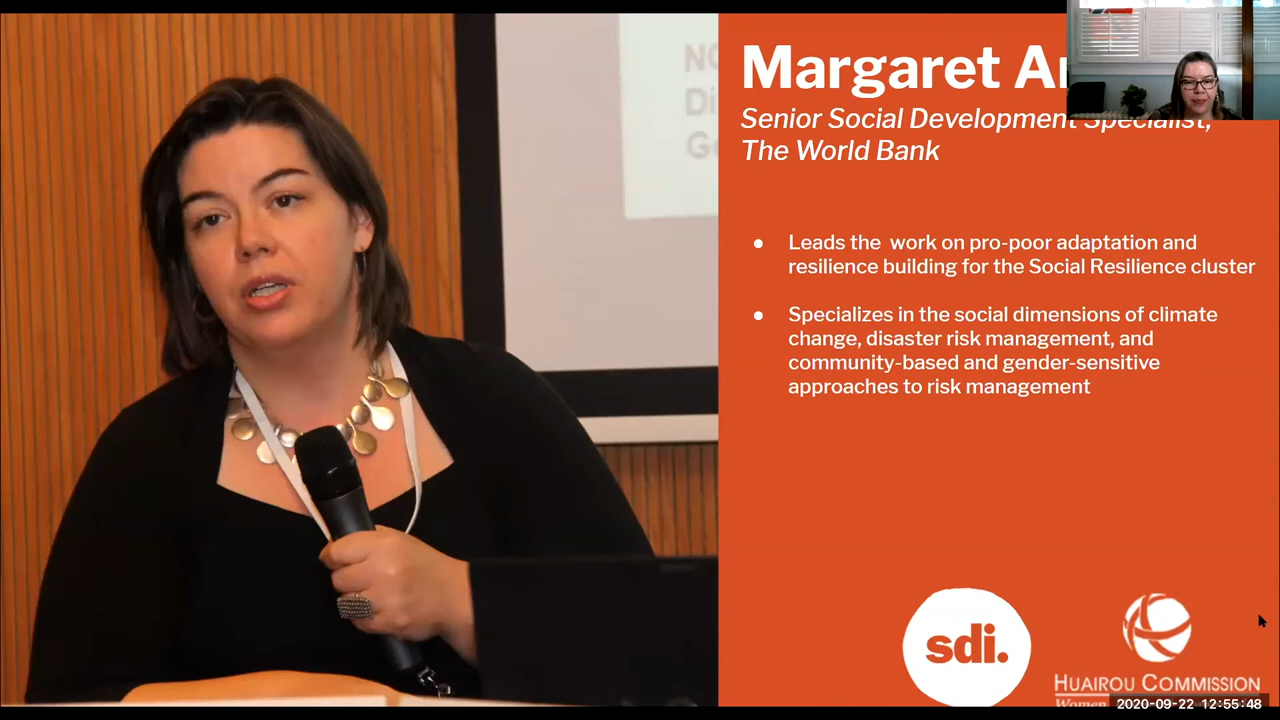 Margaret
Senior Social Development Specialist,
The World Bank
● Leads the work on pro-poor adaptation and
resilience building for the Social Resilience cluster
● Specializes in the social dimensions of climate
change, disaster risk management, and
community-based and gender-sensitive
approaches to risk management
sdi.
HUAIROU COMMISSION
Women
2020-09-22 12:55:48